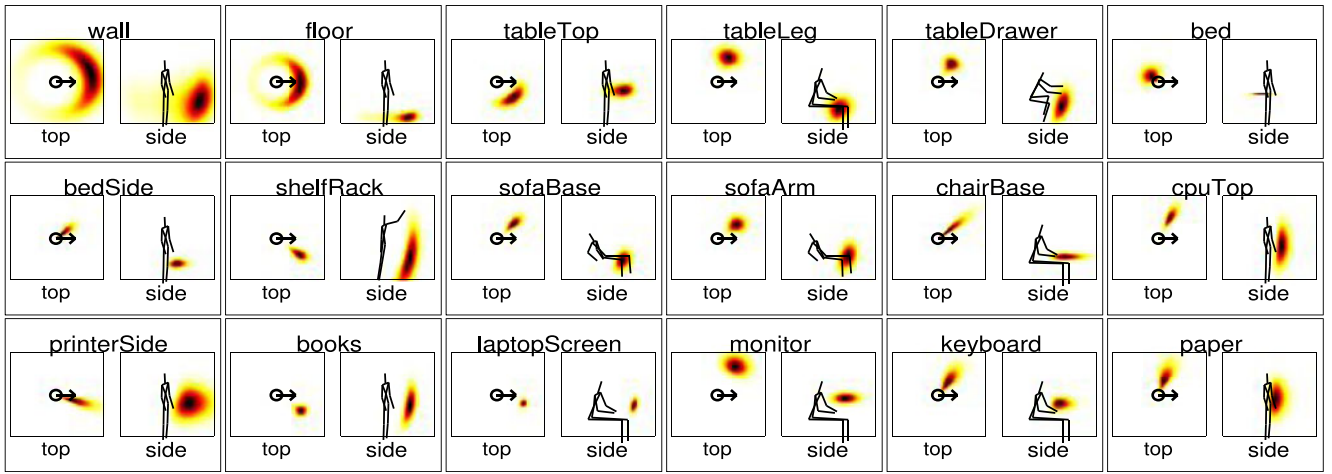 wall floor tableTop tableLeg tableDrawer bed
top side top side top side top side top side top side
bedSide shelfRack sofaBase sofaArm chairBase cpuTop
top side top side top side top side top side top side
printerSide books laptopScreen monitor keyboard paper
top side top side top side top side top side top side